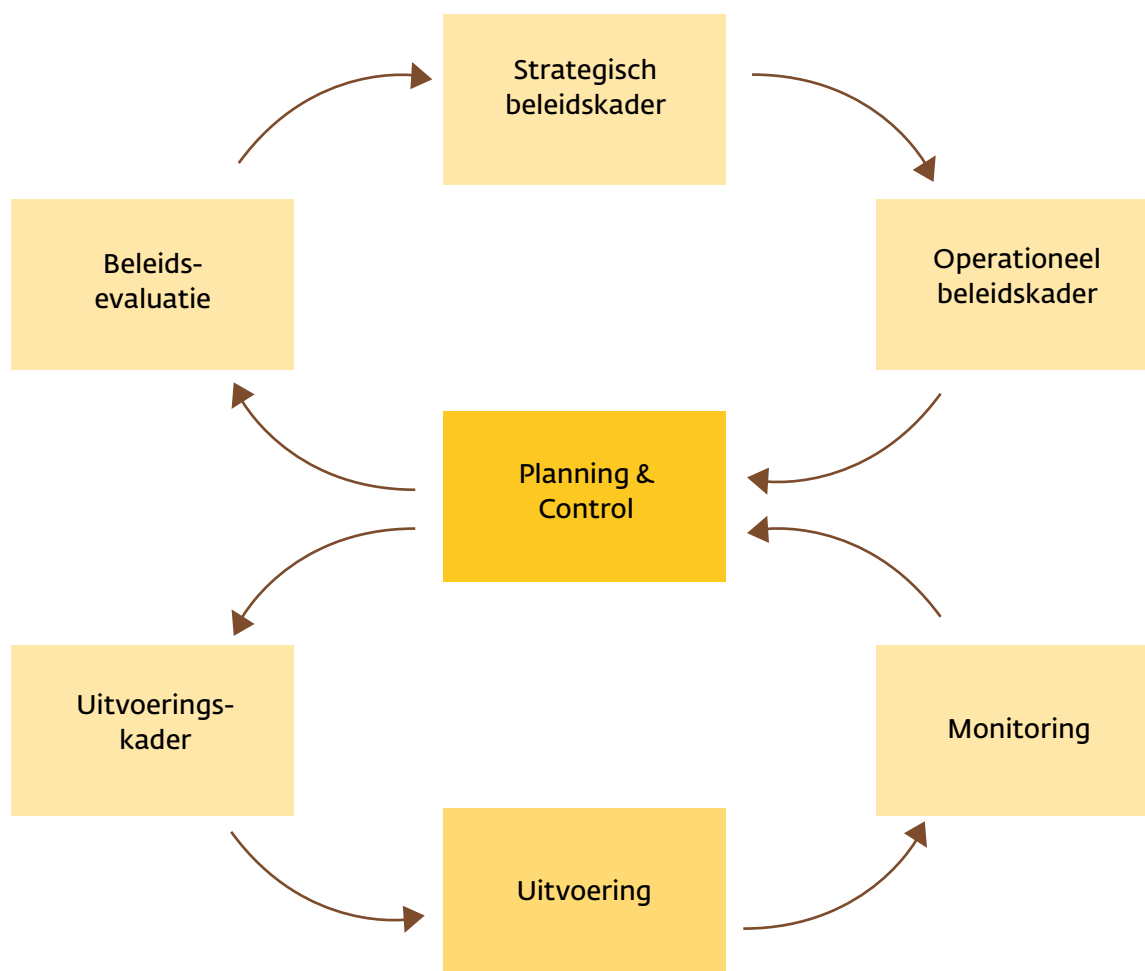 Strategisch
beleidskader
Beleids-
evaluatie
Operationeel
beleidskader
Planning &
Control
Uitvoerings-
kader
Monitoring
Uitvoering